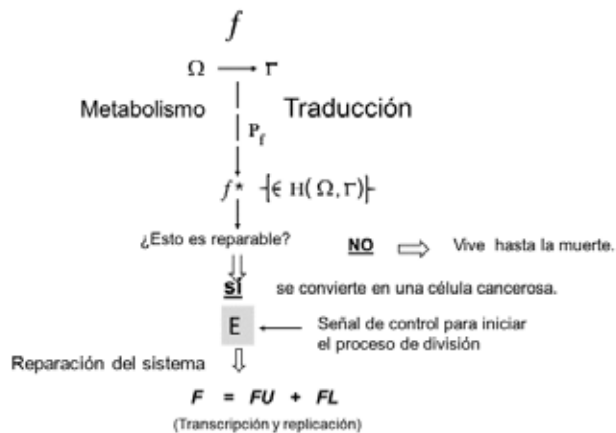 f
Ω → Γ
Metabolismo Traducción
P_f
f* {ϵ H(Ω, Γ)}
¿Esto es reparable?
NO ⇨ Vive hasta la muerte.
sí se convierte en una célula cancerosa.
E ← Señal de control para iniciar
el proceso de división
Reparación del sistema
F = FU + FL
(Transcripción y replicación)